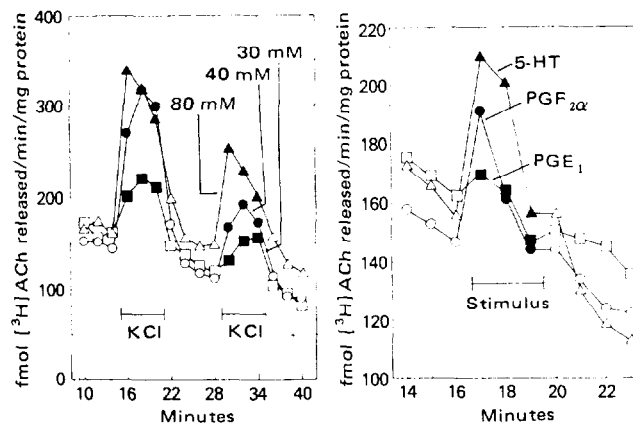 fmol [³H]ACh released/min/mg protein
400
300
200
100
0
80 mM
40 mM
30 mM
KCl
KCl
10
16
22
28
34
40
Minutes
fmol [³H]ACh released/min/mg protein
220
200
180
160
140
120
100
5-HT
PGF2α
PGE1
Stimulus
14
16
18
20
22
Minutes